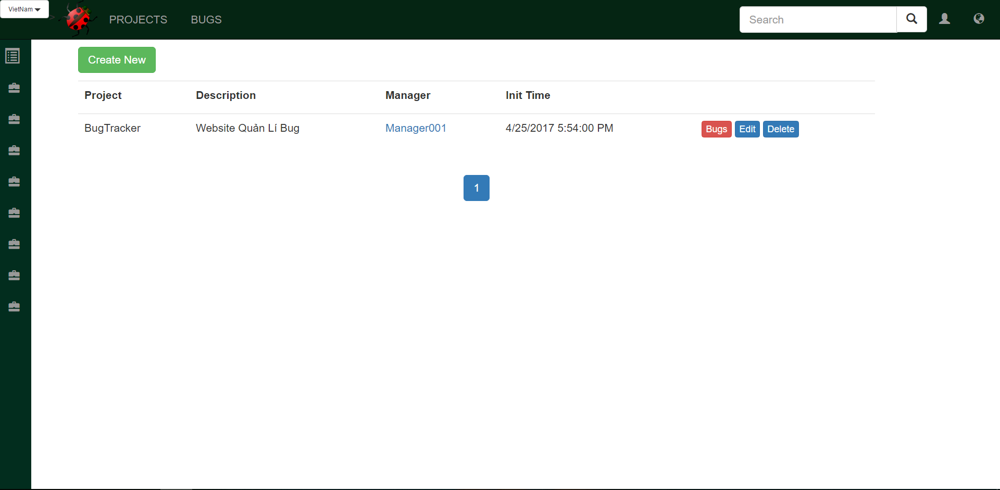 VietNam
>
PROJECTS BUGS
Search
Create New
Project Description Manager Init Time
BugTracker Website Quản Lí Bug Manager001 4/25/2017 5:54:00 PM Bugs Edit Delete
1